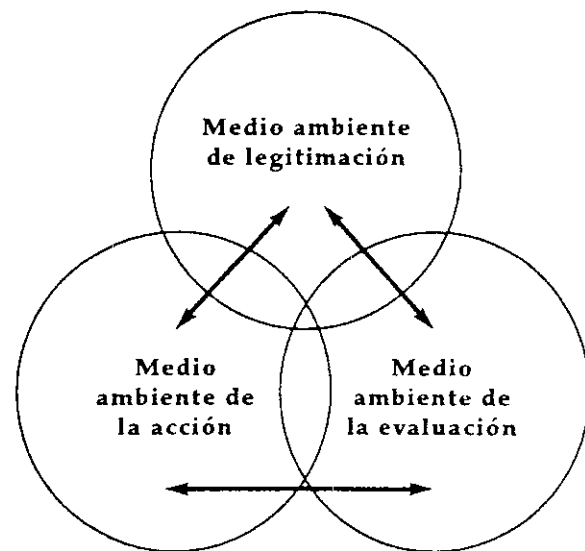 Medio ambiente
de legitimación
Medio
ambiente de
la acción
Medio
ambiente de
la evaluación